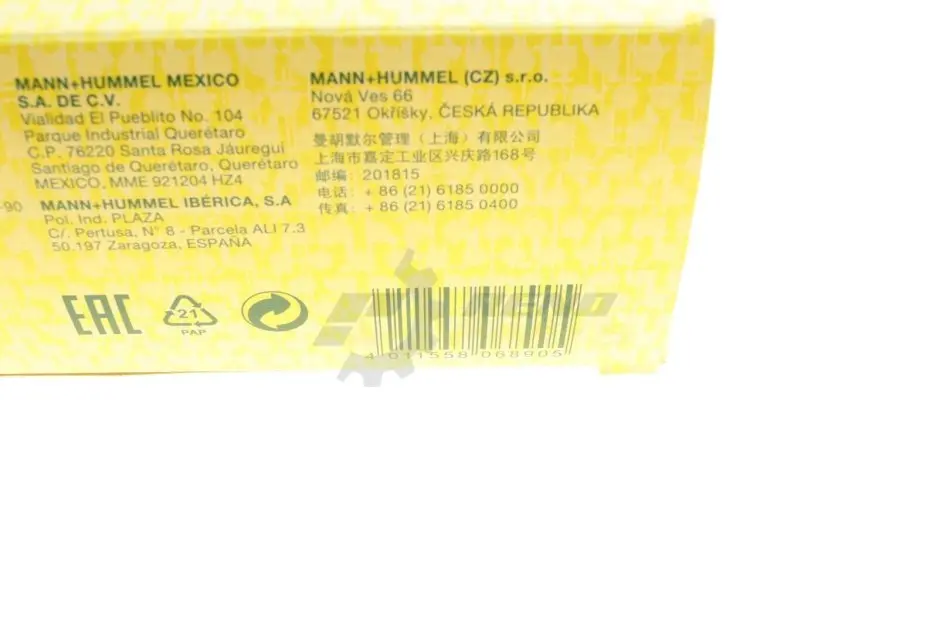 MANN+HUMMEL MEXICO
S.A. DE C.V.
Vialidad El Pueblito No. 104
Parque Industrial Querétaro
C.P. 76220 Santa Rosa Jáuregui
Santiago de Querétaro, Querétaro
MEXICO, MME 921204 HZ4
-90
MANN+HUMMEL IBÉRICA, S.A
Pol. Ind. PLAZA
C/. Pertusa, N° 8 - Parcela ALI 7.3
50.197 Zaragoza, ESPAÑA
MANN+HUMMEL (CZ) s.r.o.
Nová Ves 66
67521 Okříšky, ČESKÁ REPUBLIKA
曼胡默尔管理（上海）有限公司
上海市嘉定工业区兴庆路168号
邮编: 201815
电话: + 86 (21) 6185 0000
传真: + 86 (21) 6185 0400
EAC
21
PAP
4 011558 068905